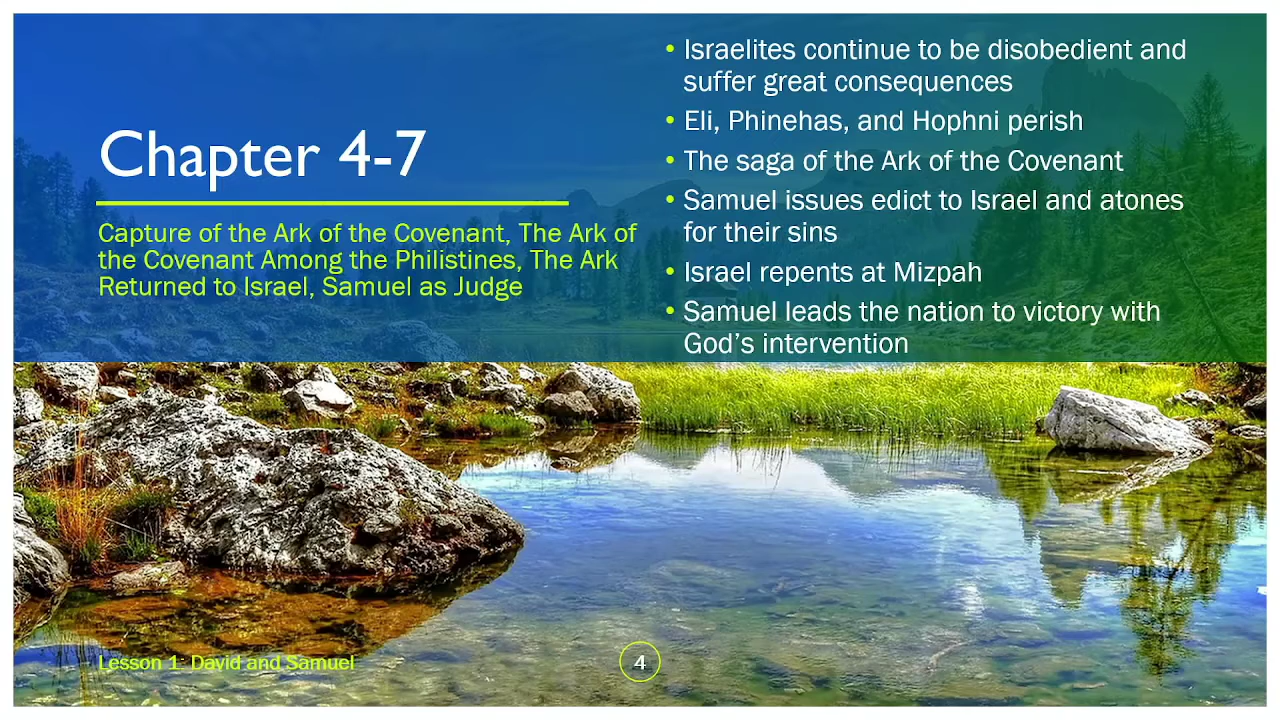 Chapter 4-7
Capture of the Ark of the Covenant, The Ark of
the Covenant Among the Philistines, The Ark
Returned to Israel, Samuel as Judge
• Israelites continue to be disobedient and
suffer great consequences
• Eli, Phinehas, and Hophni perish
• The saga of the Ark of the Covenant
• Samuel issues edict to Israel and atones
for their sins
• Israel repents at Mizpah
• Samuel leads the nation to victory with
God's intervention
Lesson 1: David and Samuel
4